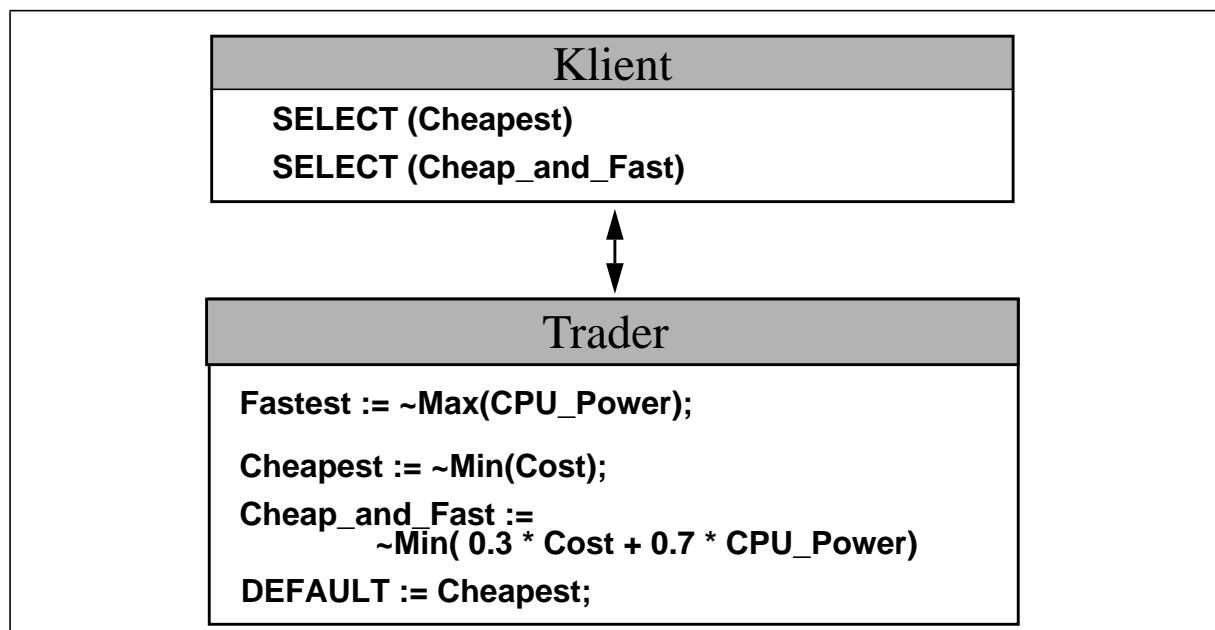 Klient
SELECT (Cheapest)
SELECT (Cheap_and_Fast)
Trader
Fastest := ~Max(CPU_Power);
Cheapest := ~Min(Cost);
Cheap_and_Fast :=
~Min( 0.3 * Cost + 0.7 * CPU_Power)
DEFAULT := Cheapest;